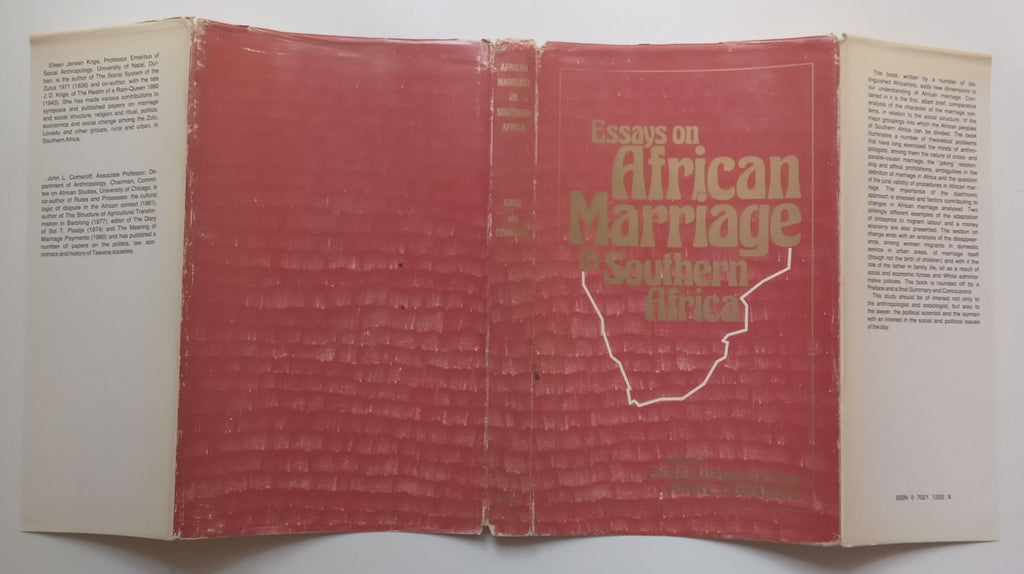 Eileen Jensen Krige, Professor Emeritus of
Social Anthropology, University of Natal, Dur
ban, is the author of The Social System of the
Zulus 1971 (1936) and co-author, with the late
J. D. Krige, of The Realm of a Rain-Queen 1980
(1943). She has made various contributions to
symposia and published papers on marriage
and social structure, religion and ritual, politics,
economics and social change among the Zulu,
Lovedu and other groups, rural and urban, in
Southern Africa.
John L. Comaroff, Associate Professor, De-
partment of Anthropology, Chairman, Commit-
tee on African Studies, University of Chicago, is
co-author of Rules and Processes: the cultural
logic of dispute in the African context (1981),
author of The Structure of Agricultural Transfor-
mation in Barolong (1977), editor of The Diary
of Sol T. Plaatje (1974) and The Meaning of
Marriage Payments (1980) and has published a
number of papers on the politics, law, eco-
nomics and history of Tswana societies.
AFRICAN
MARRIAGE
in
SOUTHERN
AFRICA
KRIGE
and
COMAROFF
Essays on
African
Marriage
in Southern
Africa
This book, written by a number of dis-
tinguished Africanists, adds new dimensions to
our understanding of African marriage. Con-
tained in it is the first, albeit brief, comparative
analysis of the character of the marriage sys-
tems, in relation to the social structure, of the
major groupings into which the African peoples
of Southern Africa can be divided. The book
illuminates a number of theoretical problems
that have long exercised the minds of anthro-
pologists, among them the nature of cross- and
parallel-cousin marriage, the "joking" relation-
ship and affinal prohibitions, ambiguities in the
definition of marriage in Africa and the question
of the jural validity of procedures in African mar-
riage. The importance of the diachronic
approach is stressed and factors contributing to
changes in African marriage analysed. Two
strikingly different examples of the adaptation
of brideprice to migrant labour and a money
economy are also presented. The section on
change ends with an analysis of the disappear-
ance, among women migrants in domestic
service in urban areas, of marriage itself
(though not the birth of children) and with it the
role of the father in family life; all as a result of
social and economic forces and White adminis-
trative policies. The book is rounded off by a
Preface and a final Summary and Conclusions.
This study should be of interest not only to
the anthropologist and sociologist, but also to
the lawyer, the political scientist and the layman
with an interest in the social and political issues
of the day.
ISBN 0 7021 1202 X